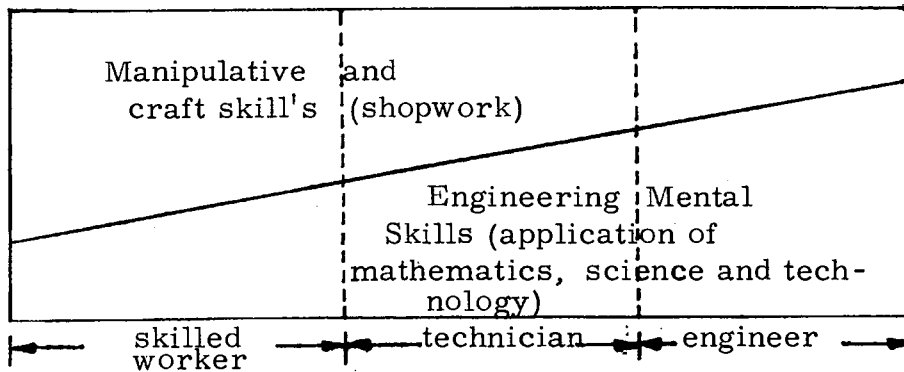 Manipulative and
craft skill's (shopwork)
Engineering Mental
Skills (application of
mathematics, science and tech-
nology)
skilled
worker
technician
engineer